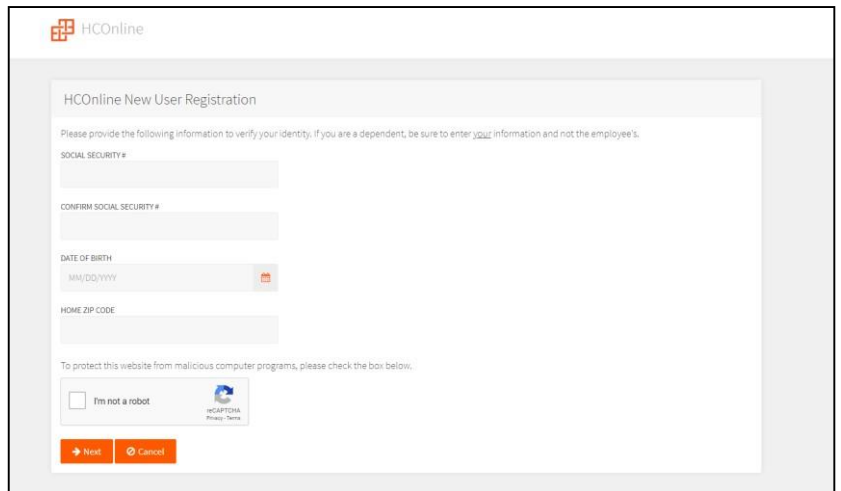 HCOnline
HCOnline New User Registration
Please provide the following information to verify your identity. If you are a dependent, be sure to enter your information and not the employee's.
SOCIAL SECURITY #
CONFIRM SOCIAL SECURITY #
DATE OF BIRTH
MM/DD/YYYY
HOME ZIP CODE
To protect this website from malicious computer programs, please check the box below.
I'm not a robot
reCAPTCHA
Privacy - Terms
Next
Cancel